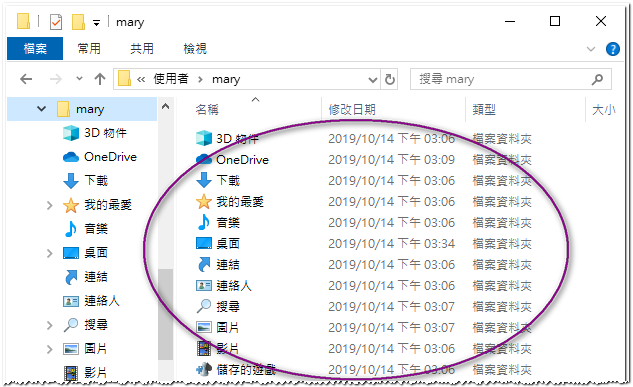 mary
檔案 常用 共用 檢視
« 使用者 › mary 搜尋 mary
mary
3D 物件
OneDrive
下載
我的最愛
音樂
桌面
連結
連絡人
搜尋
圖片
影片
名稱 修改日期 類型 大小
3D 物件 2019/10/14 下午 03:06 檔案資料夾
OneDrive 2019/10/14 下午 03:09 檔案資料夾
下載 2019/10/14 下午 03:06 檔案資料夾
我的最愛 2019/10/14 下午 03:06 檔案資料夾
音樂 2019/10/14 下午 03:06 檔案資料夾
桌面 2019/10/14 下午 03:34 檔案資料夾
連結 2019/10/14 下午 03:06 檔案資料夾
連絡人 2019/10/14 下午 03:06 檔案資料夾
搜尋 2019/10/14 下午 03:07 檔案資料夾
圖片 2019/10/14 下午 03:07 檔案資料夾
影片 2019/10/14 下午 03:06 檔案資料夾
儲存的遊戲 2019/10/14 下午 03:06 檔案資料夾